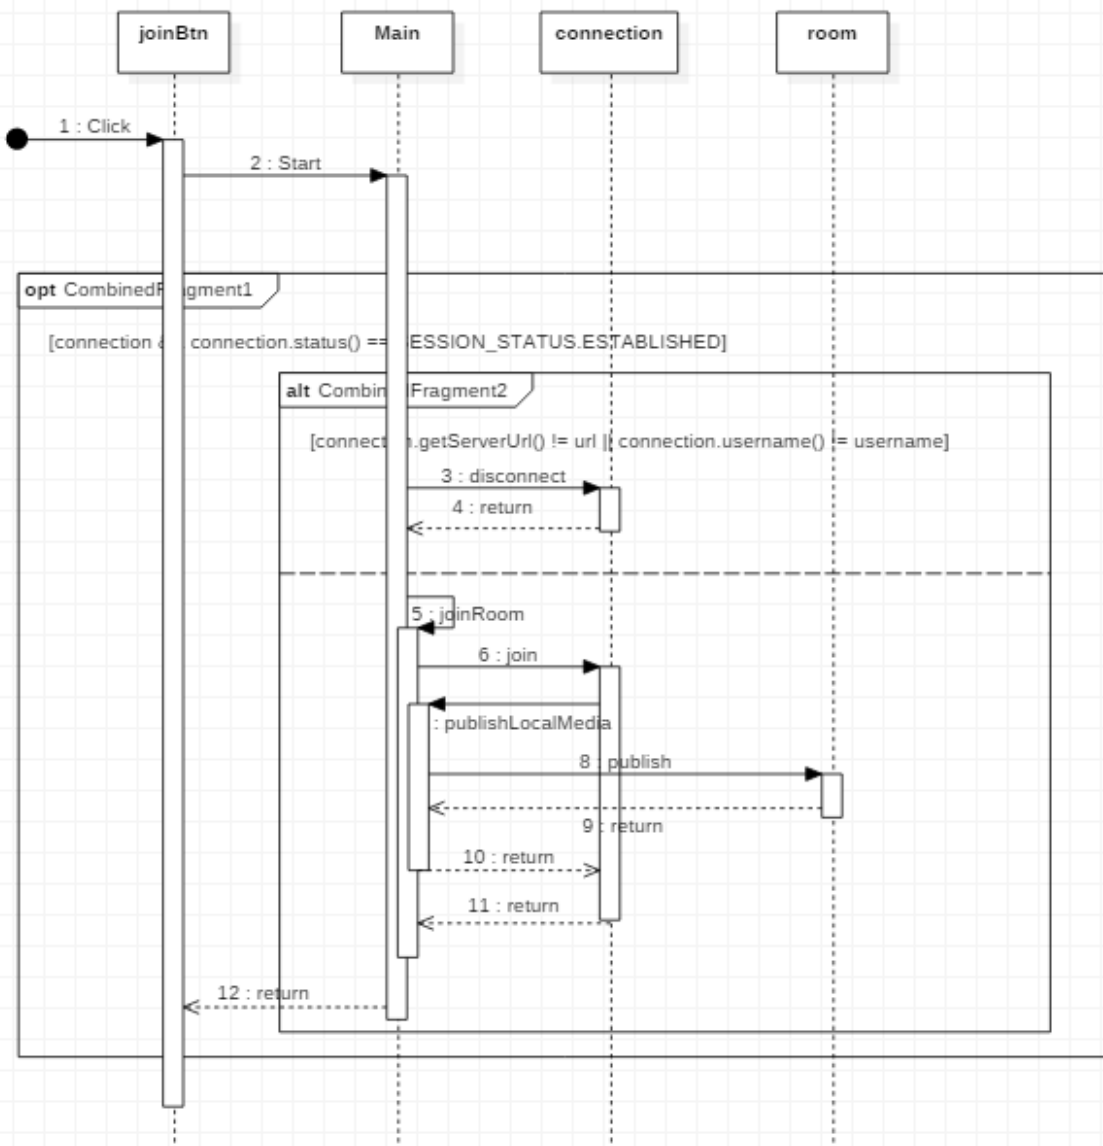 joinBtn
Main
connection
room
1 : Click
2 : Start
opt CombinedF gment1
[connection & connection.status() == ESSION_STATUS.ESTABLISHED]
alt Combin Fragment2
[connect .getServerUrl() != url || connection.username() != username]
3 : disconnect
4 : return
5 : joinRoom
6 : join
: publishLocalMedia
8 : publish
9 : return
10 : return
11 : return
12 : return